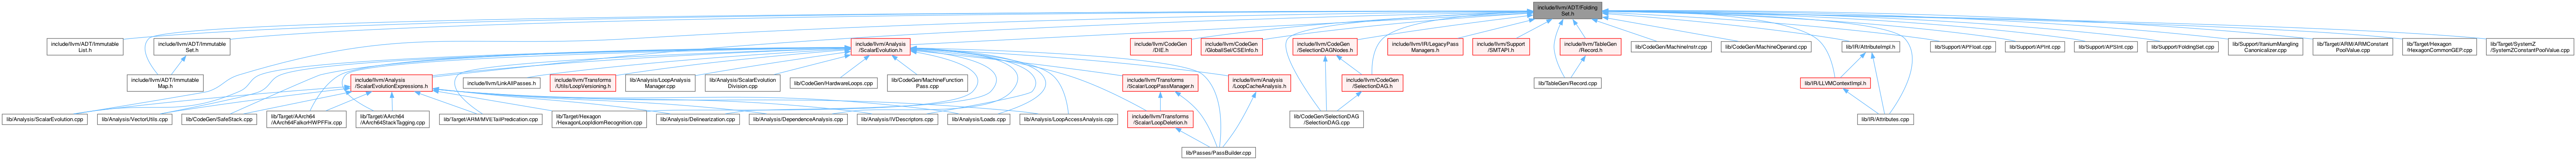 include/llvm/ADT/Folding
Set.h
include/llvm/ADT/Immutable
List.h
include/llvm/ADT/Immutable
Set.h
include/llvm/Analysis
/ScalarEvolution.h
include/llvm/CodeGen
/DIE.h
include/llvm/CodeGen
/GlobalISel/CSEInfo.h
include/llvm/CodeGen
/SelectionDAGNodes.h
include/llvm/IR/LegacyPass
Managers.h
include/llvm/Support
/SMTAPI.h
include/llvm/TableGen
/Record.h
lib/CodeGen/MachineInstr.cpp
lib/CodeGen/MachineOperand.cpp
lib/IR/AttributeImpl.h
lib/Support/APFloat.cpp
lib/Support/APInt.cpp
lib/Support/APSInt.cpp
lib/Support/FoldingSet.cpp
lib/Support/ItaniumMangling
Canonicalizer.cpp
lib/Target/ARM/ARMConstant
PoolValue.cpp
lib/Target/Hexagon
/HexagonCommonGEP.cpp
lib/Target/SystemZ
/SystemZConstantPoolValue.cpp
include/llvm/ADT/Immutable
Map.h
include/llvm/Analysis
/ScalarEvolutionExpressions.h
include/llvm/LinkAllPasses.h
include/llvm/Transforms
/Utils/LoopVersioning.h
lib/Analysis/LoopAnalysis
Manager.cpp
lib/Analysis/ScalarEvolution
Division.cpp
lib/CodeGen/HardwareLoops.cpp
lib/CodeGen/MachineFunction
Pass.cpp
include/llvm/Transforms
/Scalar/LoopPassManager.h
include/llvm/Analysis
/LoopCacheAnalysis.h
include/llvm/CodeGen
/SelectionDAG.h
lib/TableGen/Record.cpp
lib/IR/LLVMContextImpl.h
lib/Analysis/ScalarEvolution.cpp
lib/Analysis/VectorUtils.cpp
lib/CodeGen/SafeStack.cpp
lib/Target/AArch64
/AArch64FalkorHWPFFix.cpp
lib/Target/AArch64
/AArch64StackTagging.cpp
lib/Target/ARM/MVETailPredication.cpp
lib/Target/Hexagon
/HexagonLoopIdiomRecognition.cpp
lib/Analysis/Delinearization.cpp
lib/Analysis/DependenceAnalysis.cpp
lib/Analysis/IVDescriptors.cpp
lib/Analysis/Loads.cpp
lib/Analysis/LoopAccessAnalysis.cpp
include/llvm/Transforms
/Scalar/LoopDeletion.h
lib/CodeGen/SelectionDAG
/SelectionDAG.cpp
lib/IR/Attributes.cpp
lib/Passes/PassBuilder.cpp